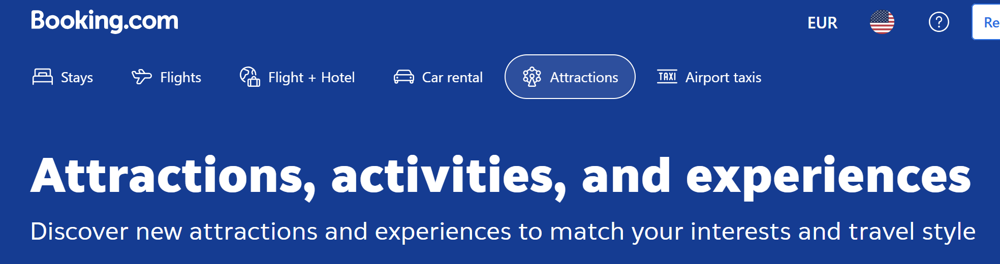 Booking.com
EUR
Re
Stays
Flights
Flight + Hotel
Car rental
Attractions
TAXI Airport taxis
Attractions, activities, and experiences
Discover new attractions and experiences to match your interests and travel style